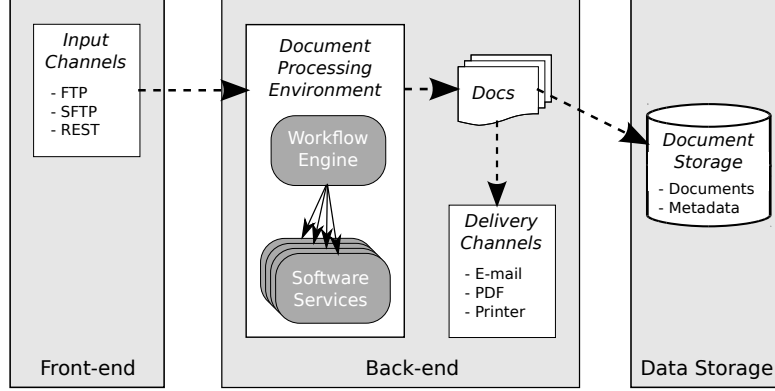 Input
Channels
- FTP
- SFTP
- REST
Front-end
Document
Processing
Environment
Workflow
Engine
Software
Services
Docs
Delivery
Channels
- E-mail
- PDF
- Printer
Back-end
Document
Storage
- Documents
- Metadata
Data Storage